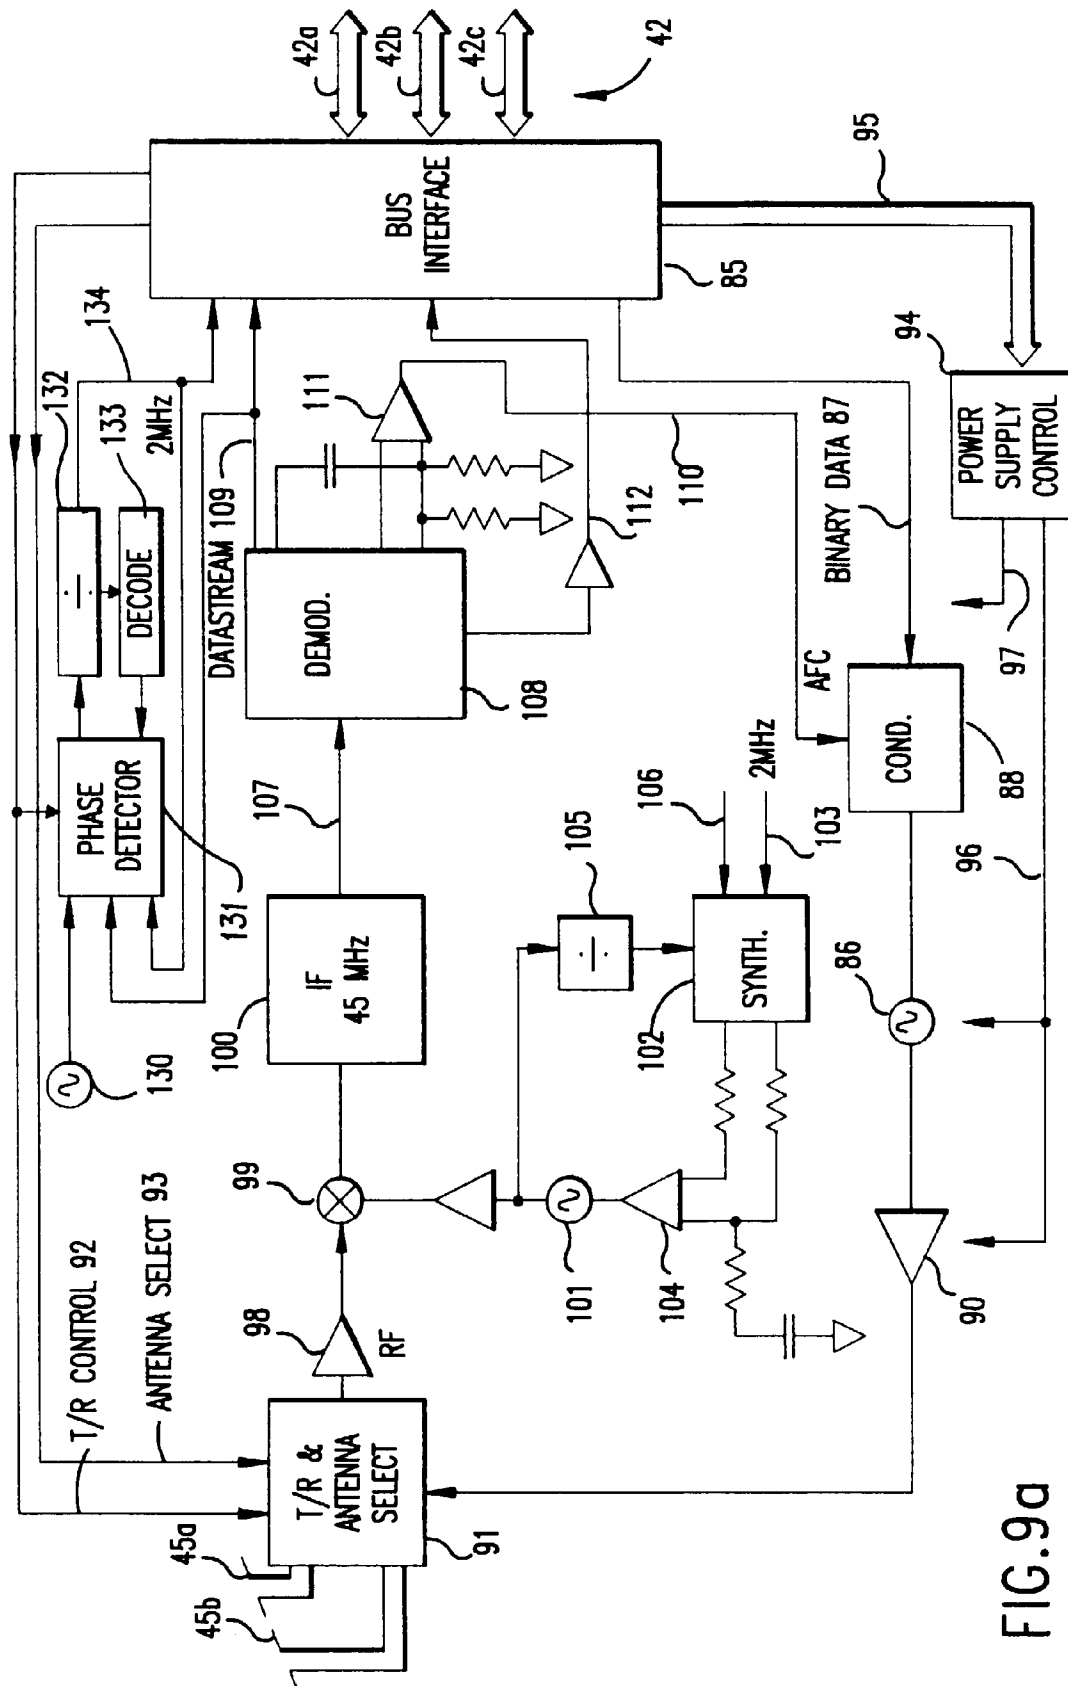 42a
42b
42c
42
T/R CONTROL 92
ANTENNA SELECT 93
130
PHASE
DETECTOR
131
÷
132
DECODE
133
134
2MHz
BUS
INTERFACE
85
45a
45b
T/R &
ANTENNA
SELECT
91
98
RF
99
100
IF
45 MHz
107
DATASTREAM 109
DEMOD.
108
111
112
110
101
104
÷
105
SYNTH.
102
106
2MHz
103
AFC
BINARY DATA 87
COND.
88
86
90
95
94
POWER
SUPPLY
CONTROL
97
96
FIG.9a